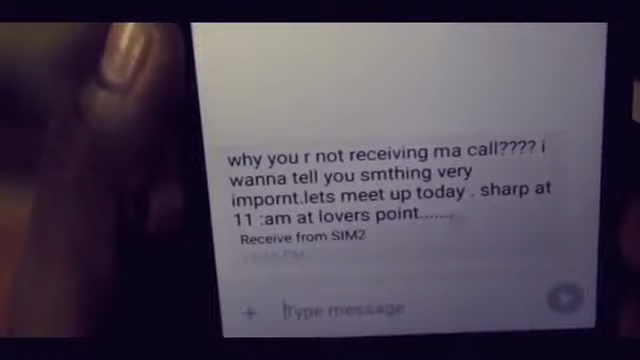 why you r not receiving ma call???? i
wanna tell you smthing very
impornt.lets meet up today . sharp at
11 :am at lovers point.......
Receive from SIM2
Type message